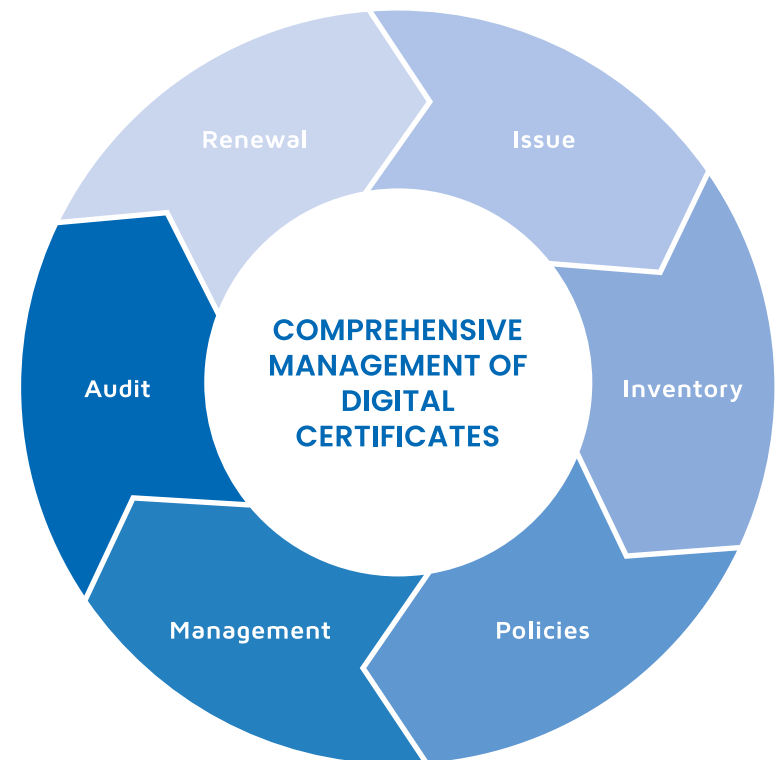 Renewal
Issue
COMPREHENSIVE
MANAGEMENT OF
DIGITAL
CERTIFICATES
Audit
Inventory
Management
Policies